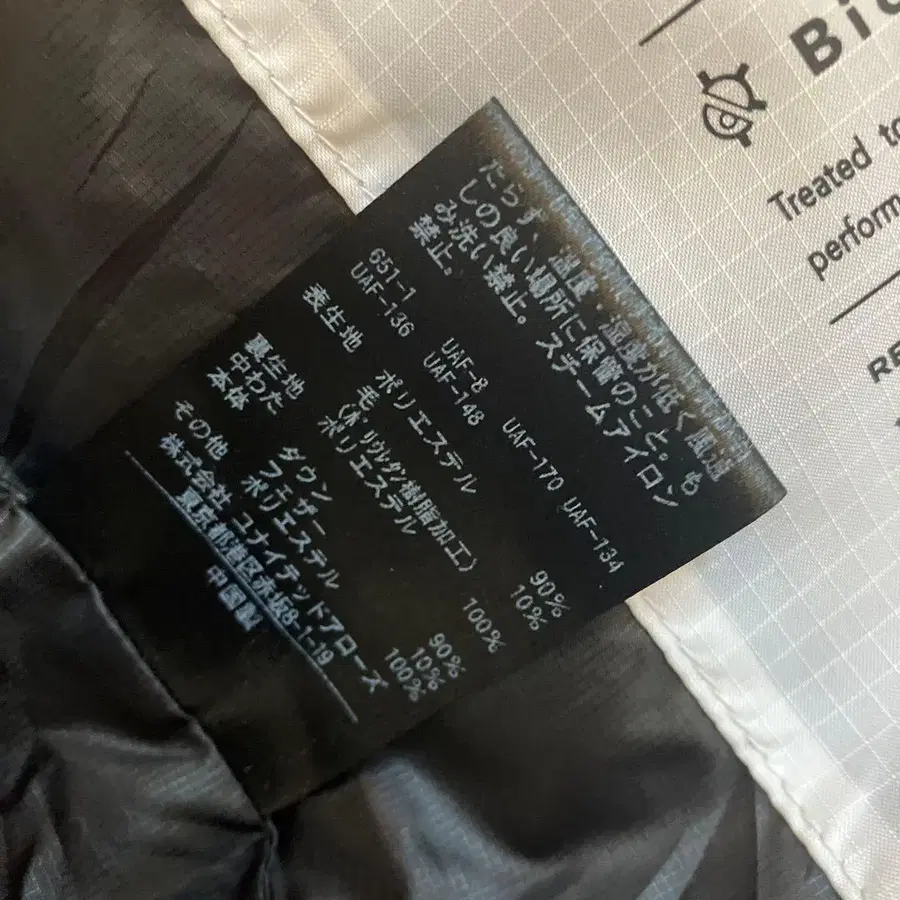 たらす、温度・湿度が低く風通
しの良い場所に保管のこと。も
み洗い禁止。スチームアイロン
禁止。
651-1 UAF-8 UAF-170 UAF-134
UAF-136 UAF-148
表生地 ポリエステル 90%
毛 10%
(ポリウレタン樹脂加工)
裏生地 ポリエステル 100%
中わた ダウン 90%
本体 フェザー 10%
その他 ポリエステル 100%
株式会社 ユナイテッドアローズ
東京都港区赤坂8-1-19
中国製
Treated to
perform